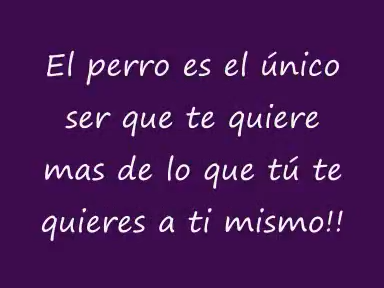 El perro es el único
ser que te quiere
mas de lo que tú te
quieres a ti mismo!!